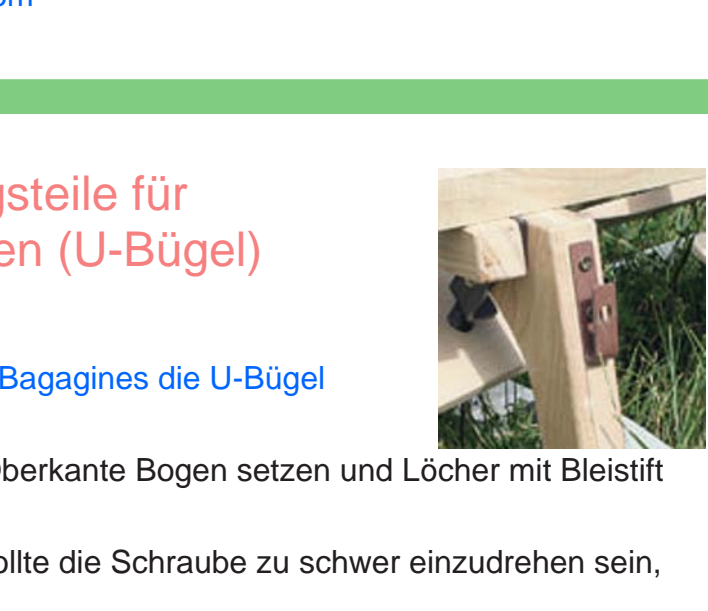 gsteile für
en (U-Bügel)
Bagagines die U-Bügel
berkante Bogen setzen und Löcher mit Bleistift
ollte die Schraube zu schwer einzudrehen sein,